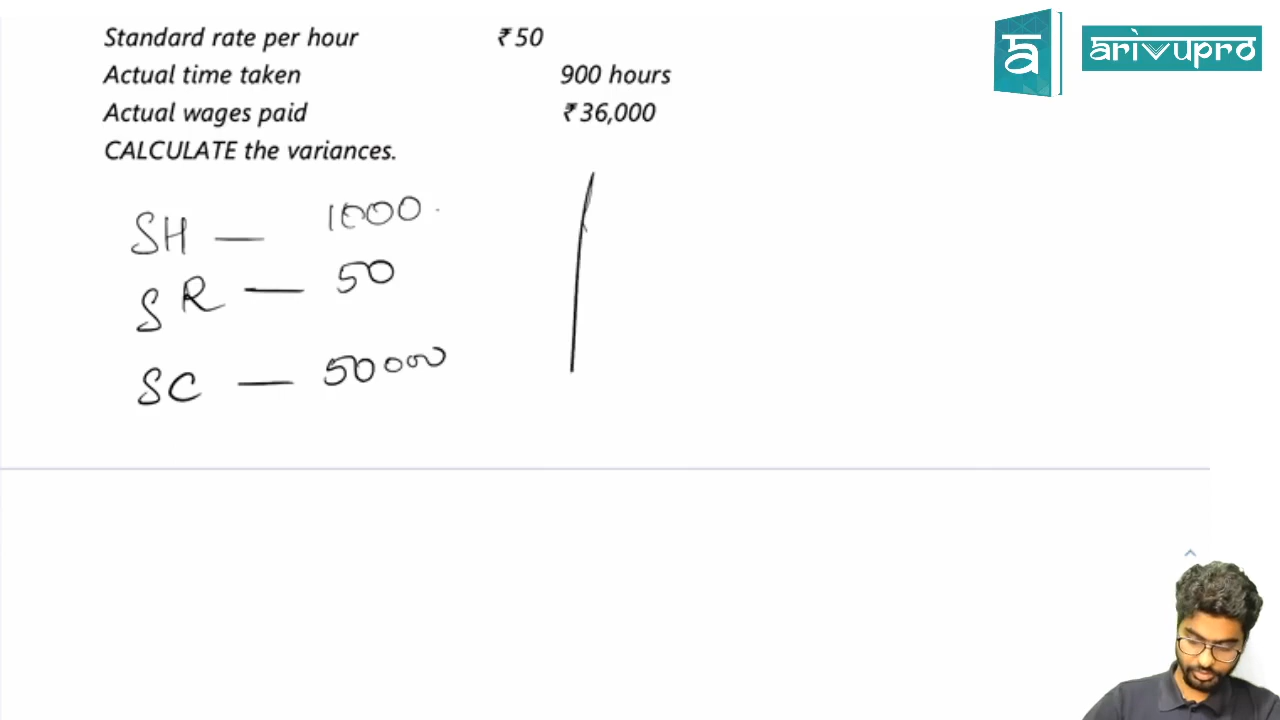 Standard rate per hour ₹50
arivupro
Actual time taken 900 hours
Actual wages paid ₹36,000
CALCULATE the variances.
SH — 1000.
SR — 50
SC — 50000